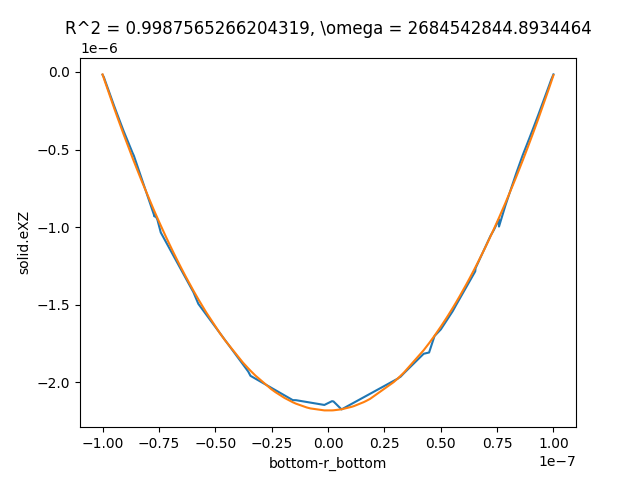 R^2 = 0.9987565266204319, \omega = 2684542844.8934464
1e−6
0.0
−0.5
−1.0
−1.5
−2.0
solid.eXZ
−1.00 −0.75 −0.50 −0.25 0.00 0.25 0.50 0.75 1.00
bottom-r_bottom
1e−7